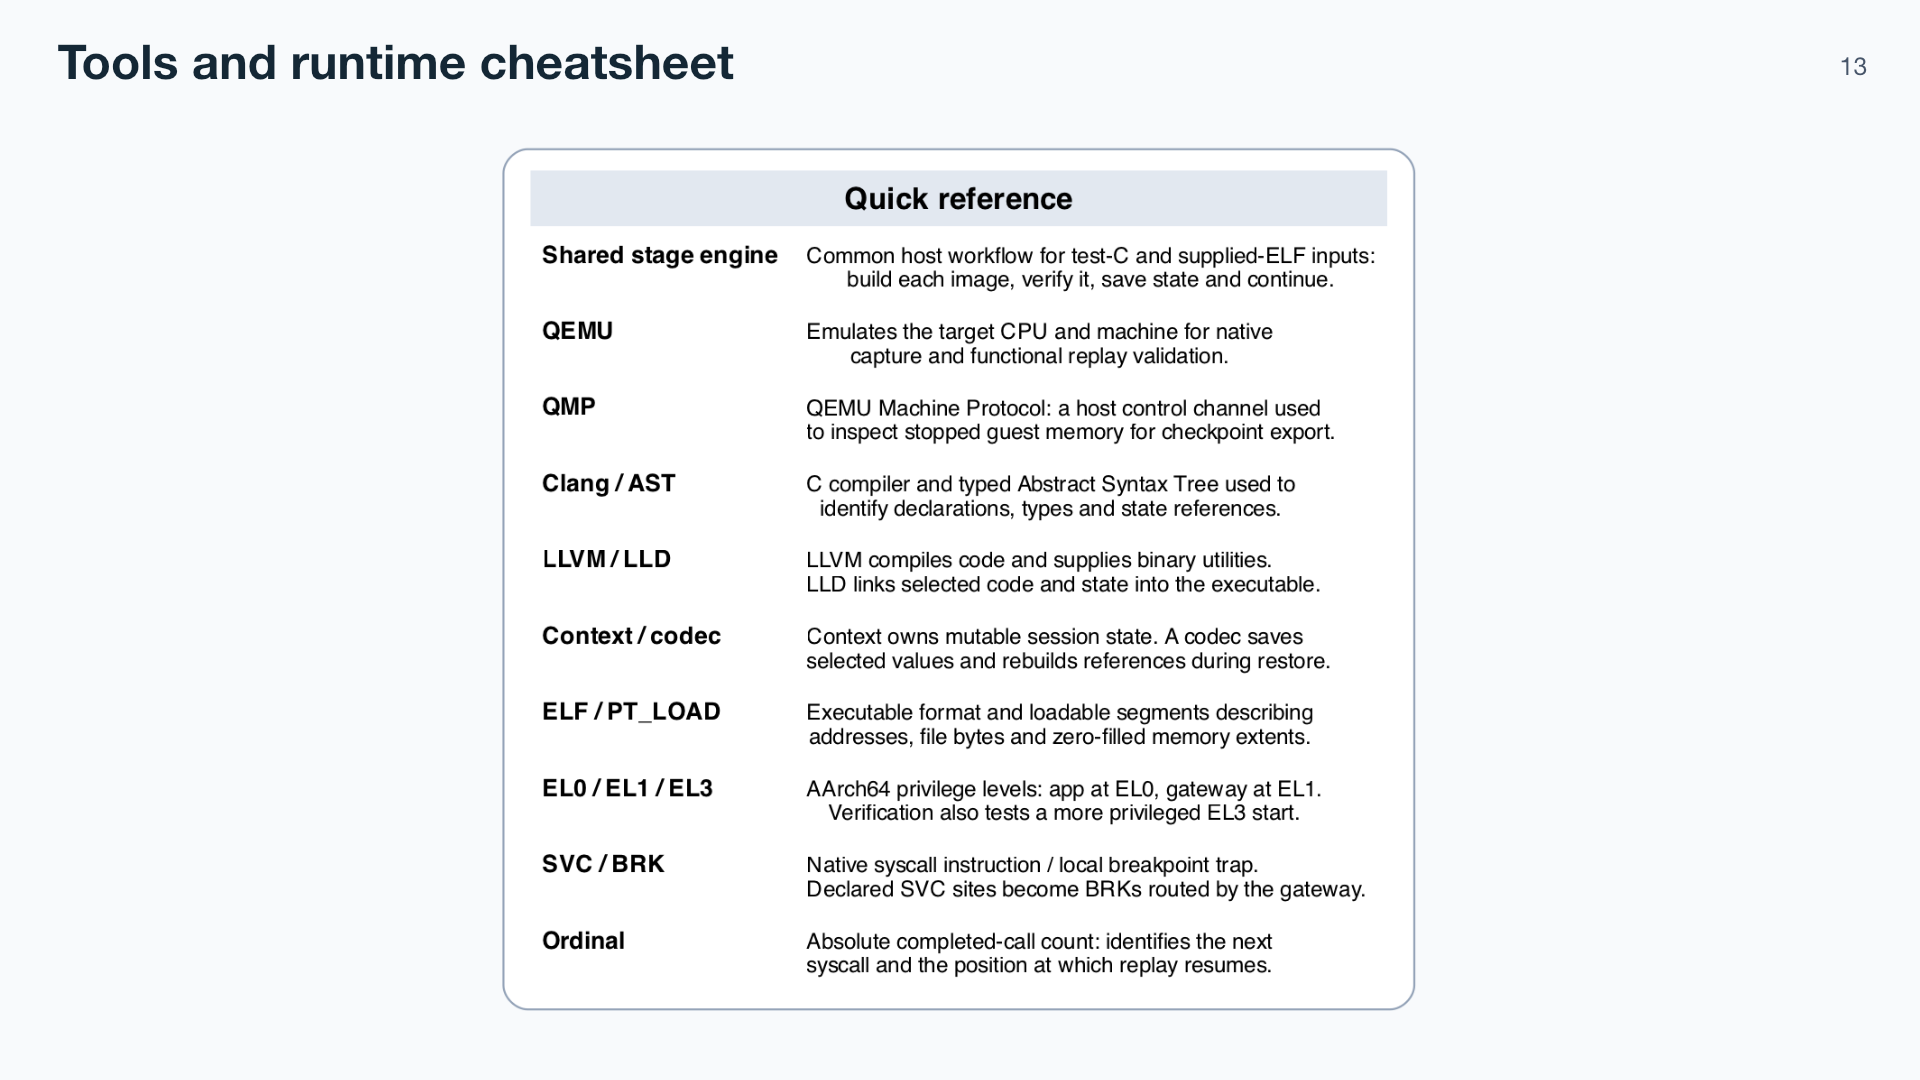 Tools and runtime cheatsheet
13
Quick reference
Shared stage engine
Common host workflow for test-C and supplied-ELF inputs:
build each image, verify it, save state and continue.
QEMU
Emulates the target CPU and machine for native
capture and functional replay validation.
QMP
QEMU Machine Protocol: a host control channel used
to inspect stopped guest memory for checkpoint export.
Clang / AST
C compiler and typed Abstract Syntax Tree used to
identify declarations, types and state references.
LLVM / LLD
LLVM compiles code and supplies binary utilities.
LLD links selected code and state into the executable.
Context / codec
Context owns mutable session state. A codec saves
selected values and rebuilds references during restore.
ELF / PT_LOAD
Executable format and loadable segments describing
addresses, file bytes and zero-filled memory extents.
EL0 / EL1 / EL3
AArch64 privilege levels: app at EL0, gateway at EL1.
Verification also tests a more privileged EL3 start.
SVC / BRK
Native syscall instruction / local breakpoint trap.
Declared SVC sites become BRKs routed by the gateway.
Ordinal
Absolute completed-call count: identifies the next
syscall and the position at which replay resumes.